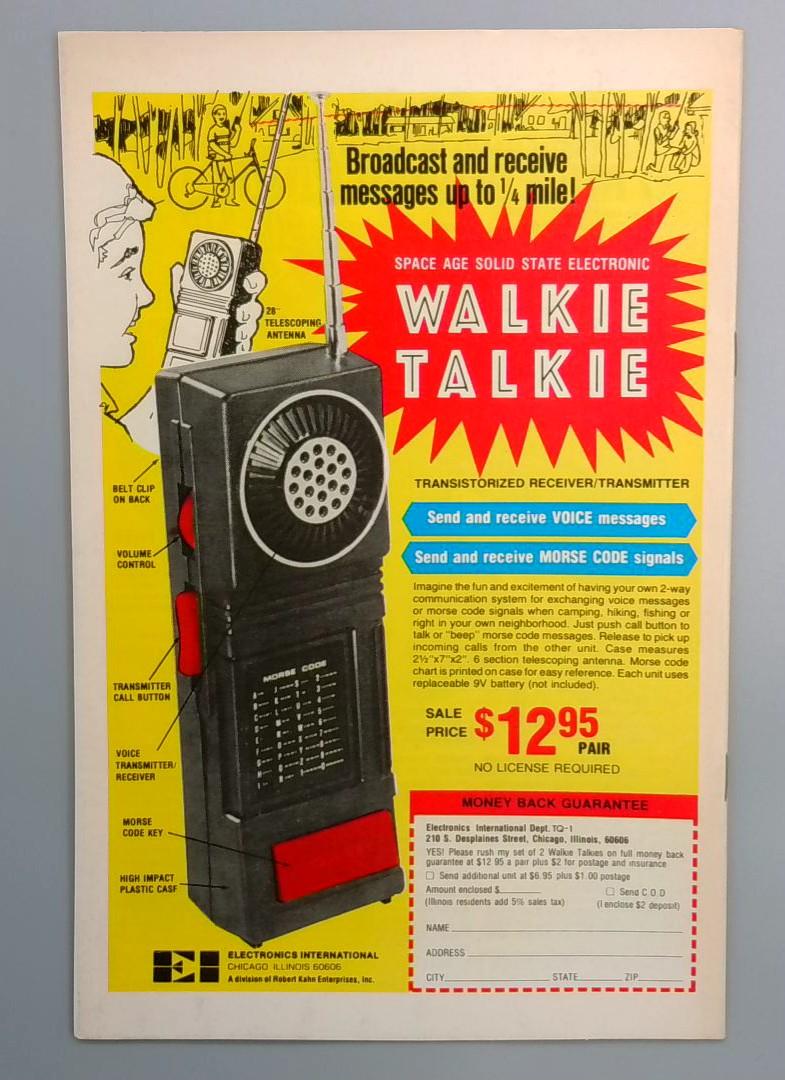 Broadcast and receive
messages up to 1/4 mile!
SPACE AGE SOLID STATE ELECTRONIC
WALKIE
TALKIE
28"
TELESCOPING
ANTENNA
BELT CLIP
ON BACK
VOLUME
CONTROL
TRANSMITTER
CALL BUTTON
VOICE
TRANSMITTER/
RECEIVER
MORSE
CODE KEY
HIGH IMPACT
PLASTIC CASE
MORSE CODE
TRANSISTORIZED RECEIVER/TRANSMITTER
Send and receive VOICE messages
Send and receive MORSE CODE signals
Imagine the fun and excitement of having your own 2-way
communication system for exchanging voice messages
or morse code signals when camping, hiking, fishing or
right in your own neighborhood. Just push call button to
talk or "beep" morse code messages. Release to pick up
incoming calls from the other unit. Case measures
2½"x7"x2". 6 section telescoping antenna. Morse code
chart is printed on case for easy reference. Each unit uses
replaceable 9V battery (not included).
SALE
PRICE $1295
PAIR
NO LICENSE REQUIRED
MONEY BACK GUARANTEE
Electronics International Dept. TQ-1
210 S. Desplaines Street, Chicago, Illinois, 60606
YES! Please rush my set of 2 Walkie Talkies on full money back
guarantee at $12 95 a pair plus $2 for postage and insurance
Send additional unit at $6.95 plus $1.00 postage
Amount enclosed $ Send C.O.D
(Illinois residents add 5% sales tax) (I enclose $2 deposit)
NAME
ADDRESS
CITY STATE ZIP
ELECTRONICS INTERNATIONAL
CHICAGO ILLINOIS 60606
A division of Robert Kahn Enterprises, Inc.